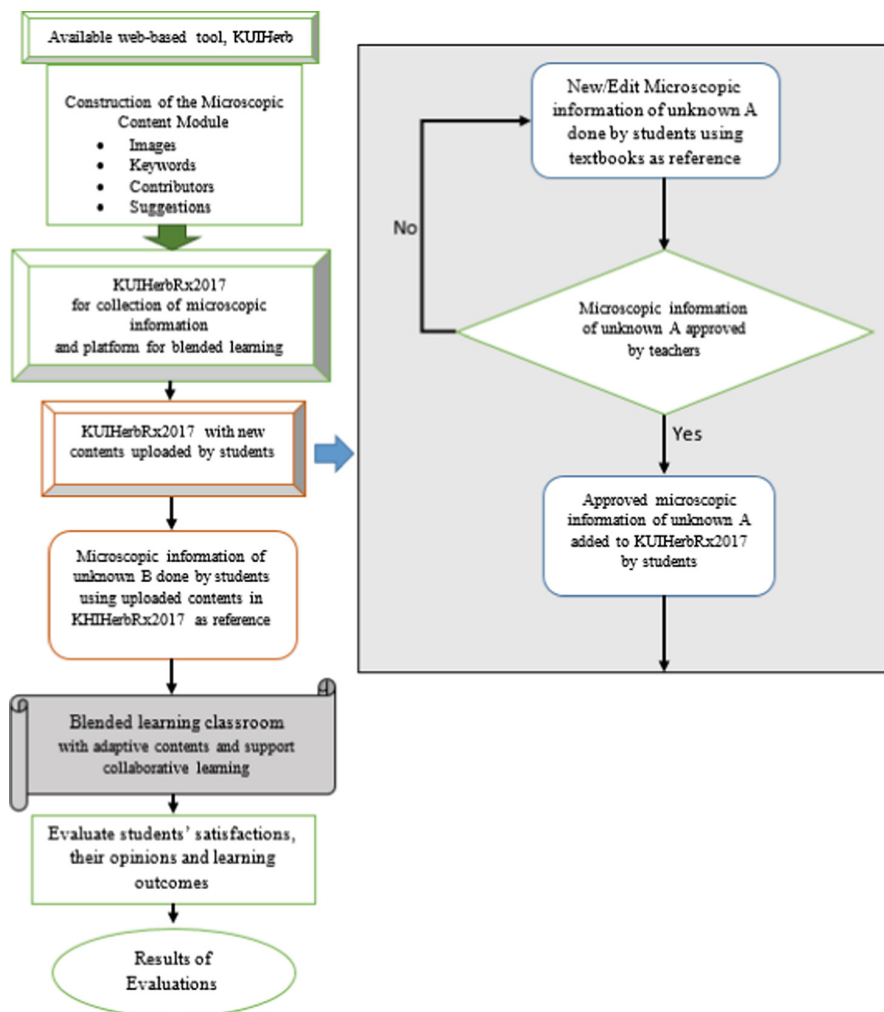 Available web-based tool, KUIHerb
Construction of the Microscopic
Content Module
• Images
• Keywords
• Contributors
• Suggestions
KUIHerbRx2017
for collection of microscopic
information
and platform for blended learning
KUIHerbRx2017 with new
contents uploaded by students
Microscopic information of
unknown B done by students
using uploaded contents in
KHIHerbRx2017 as reference
Blended learning classroom
with adaptive contents and support
collaborative learning
Evaluate students’ satisfactions,
their opinions and learning
outcomes
Results of
Evaluations
New/Edit Microscopic
information of unknown A
done by students using
textbooks as reference
No
Microscopic information
of unknown A approved
by teachers
Yes
Approved microscopic
information of unknown A
added to KUIHerbRx2017
by students